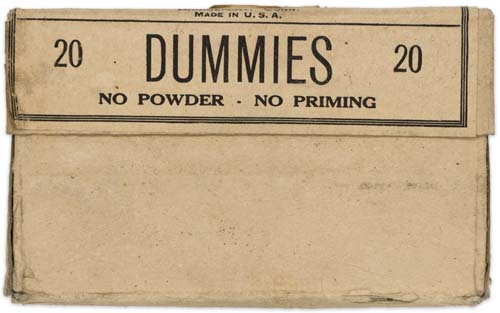 MADE IN U.S.A.
20 DUMMIES 20
NO POWDER - NO PRIMING